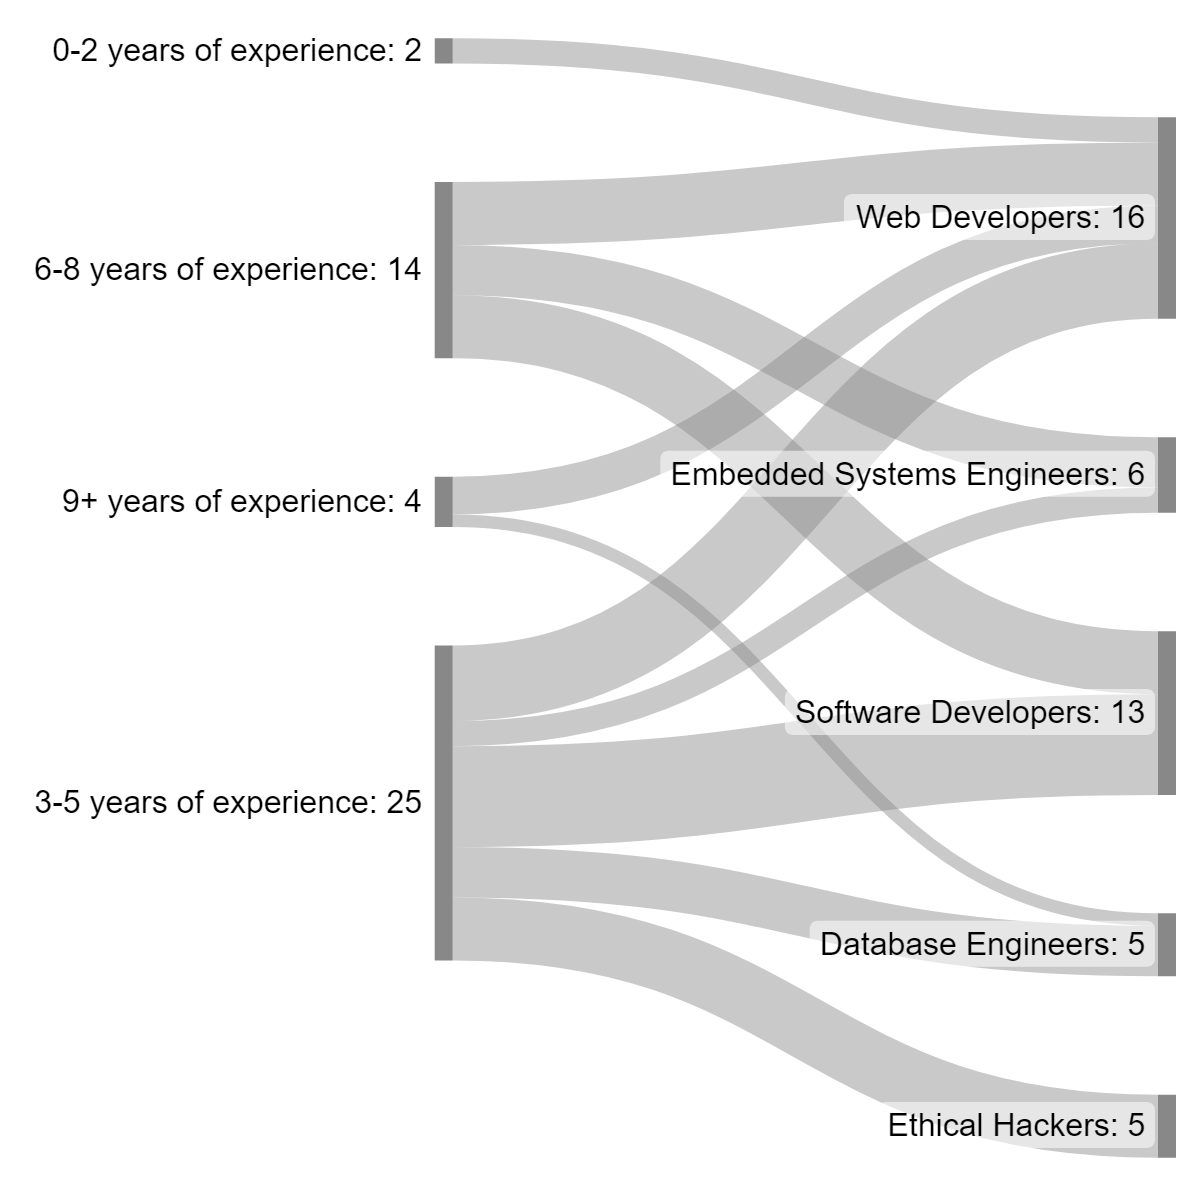 0-2 years of experience: 2
6-8 years of experience: 14
9+ years of experience: 4
3-5 years of experience: 25
Web Developers: 16
Embedded Systems Engineers: 6
Software Developers: 13
Database Engineers: 5
Ethical Hackers: 5